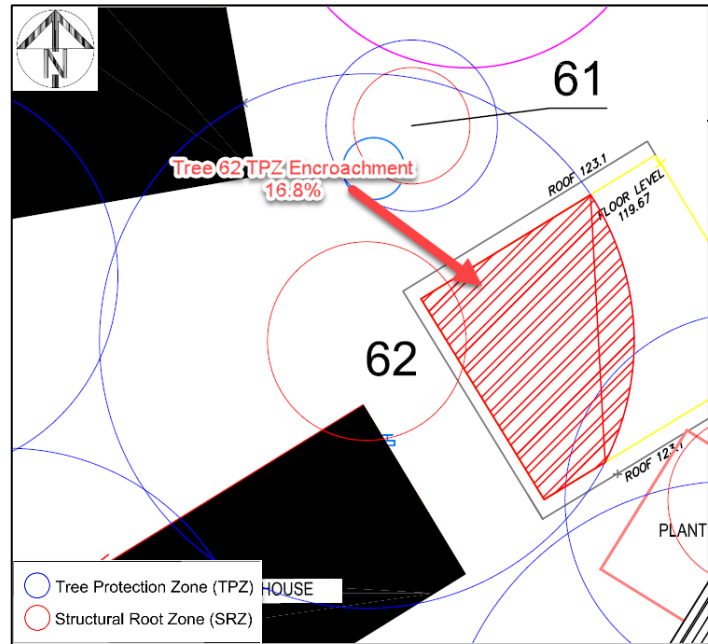 N
61
Tree 62 TPZ Encroachment
16.8%
ROOF 123.1
FLOOR LEVEL
119.67
62
ROOF 123.1
PLANT
HOUSE
Tree Protection Zone (TPZ)
Structural Root Zone (SRZ)